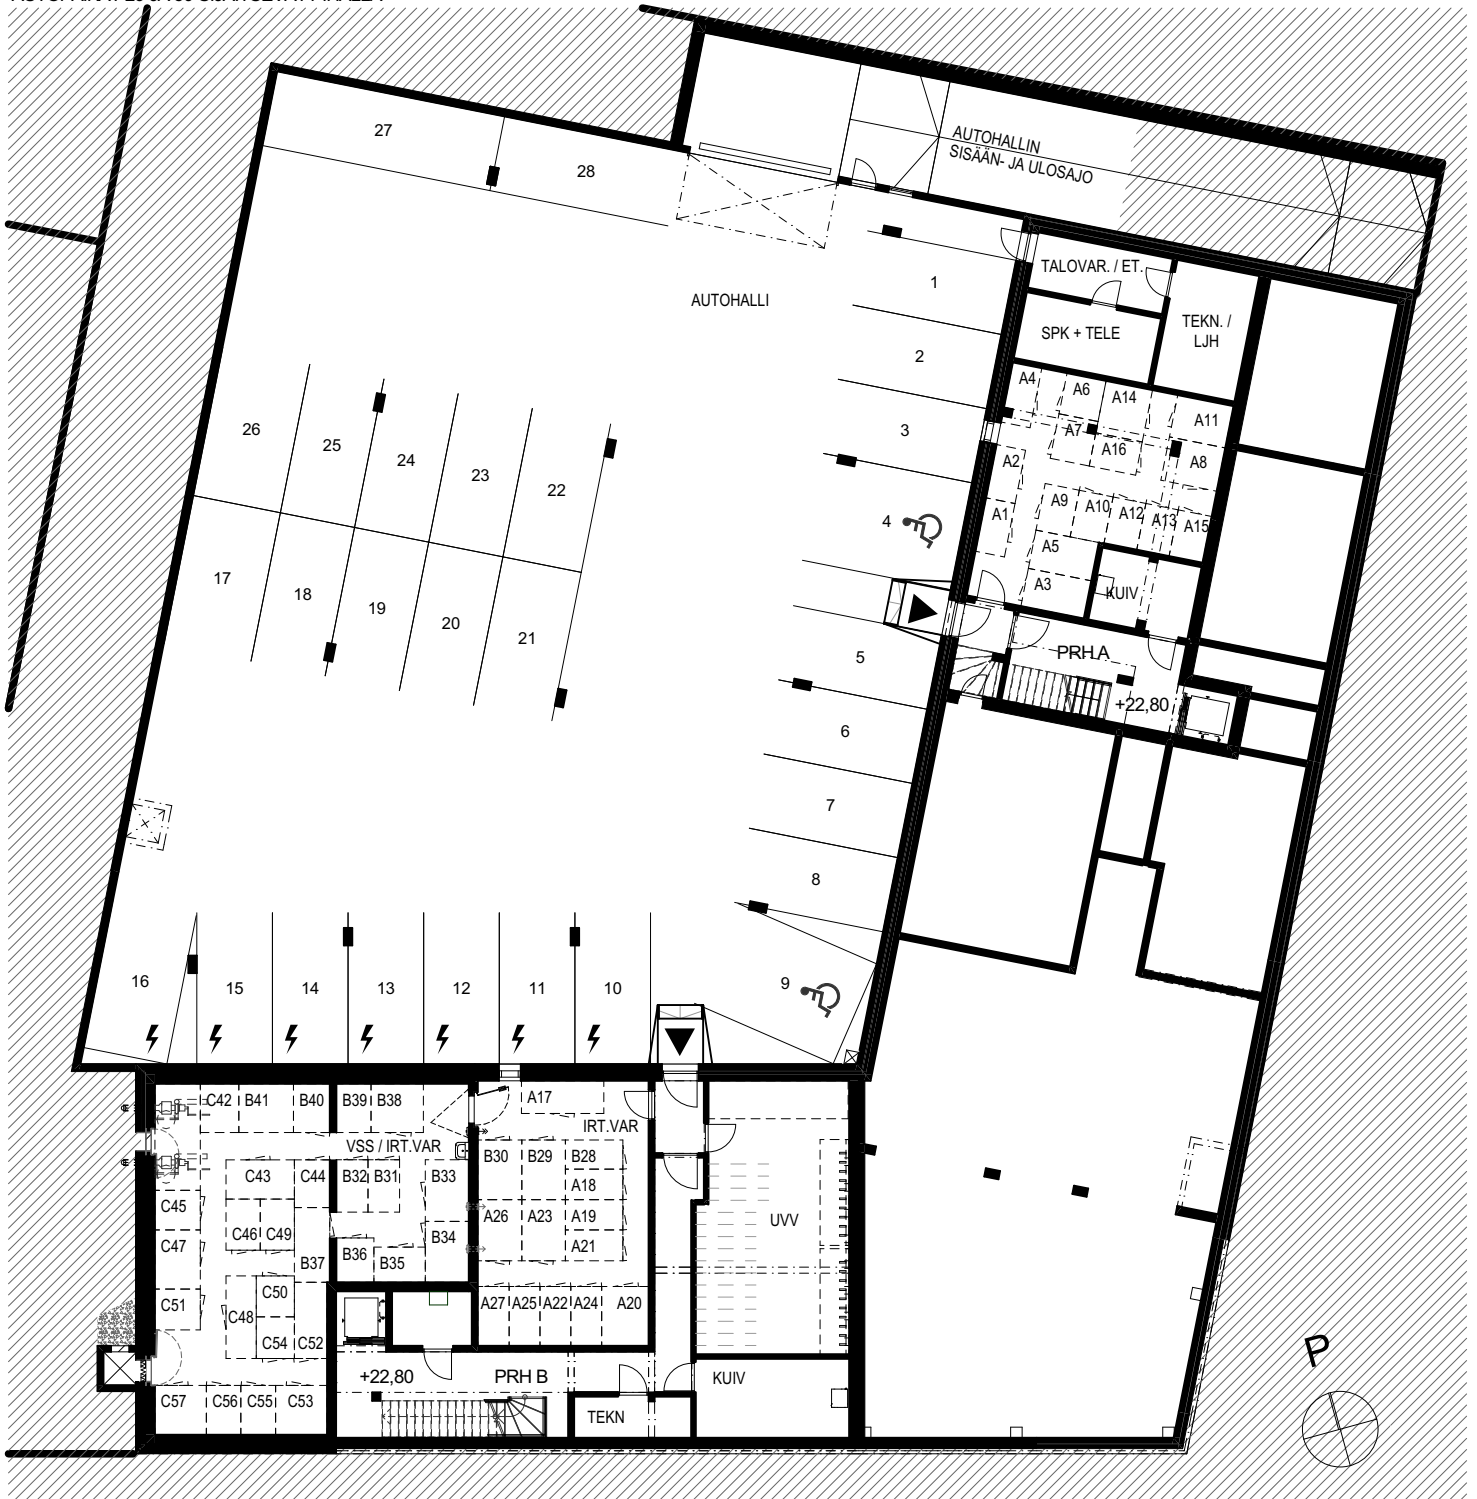 27
28
AUTOHALLIN
SISÄÄN- JA ULOSAJO
AUTOHALLI
1
TALOVAR. / ET.
SPK + TELE
TEKN. /
LJH
2
3
4
5
6
7
8
9
26
25
24
23
22
17
18
19
20
21
A4
A6
A14
A11
A7
A16
A8
A2
A9
A10
A12
A13
A15
A1
A5
A3
KUIV
PRH.A
+22,80
16
15
14
13
12
11
10
C42
B41
B40
B39
B38
A17
IRT.VAR
VSS / IRT.VAR
C43
C44
B32
B31
B33
B30
B29
B28
A18
C45
C46
C49
A26
A23
A19
C47
B34
A21
UVV
B36
B35
B37
C50
C51
C48
A27
A25
A22
A24
A20
C54
C52
+22,80
PRH B
KUIV
C57
C56
C55
C53
TEKN
P